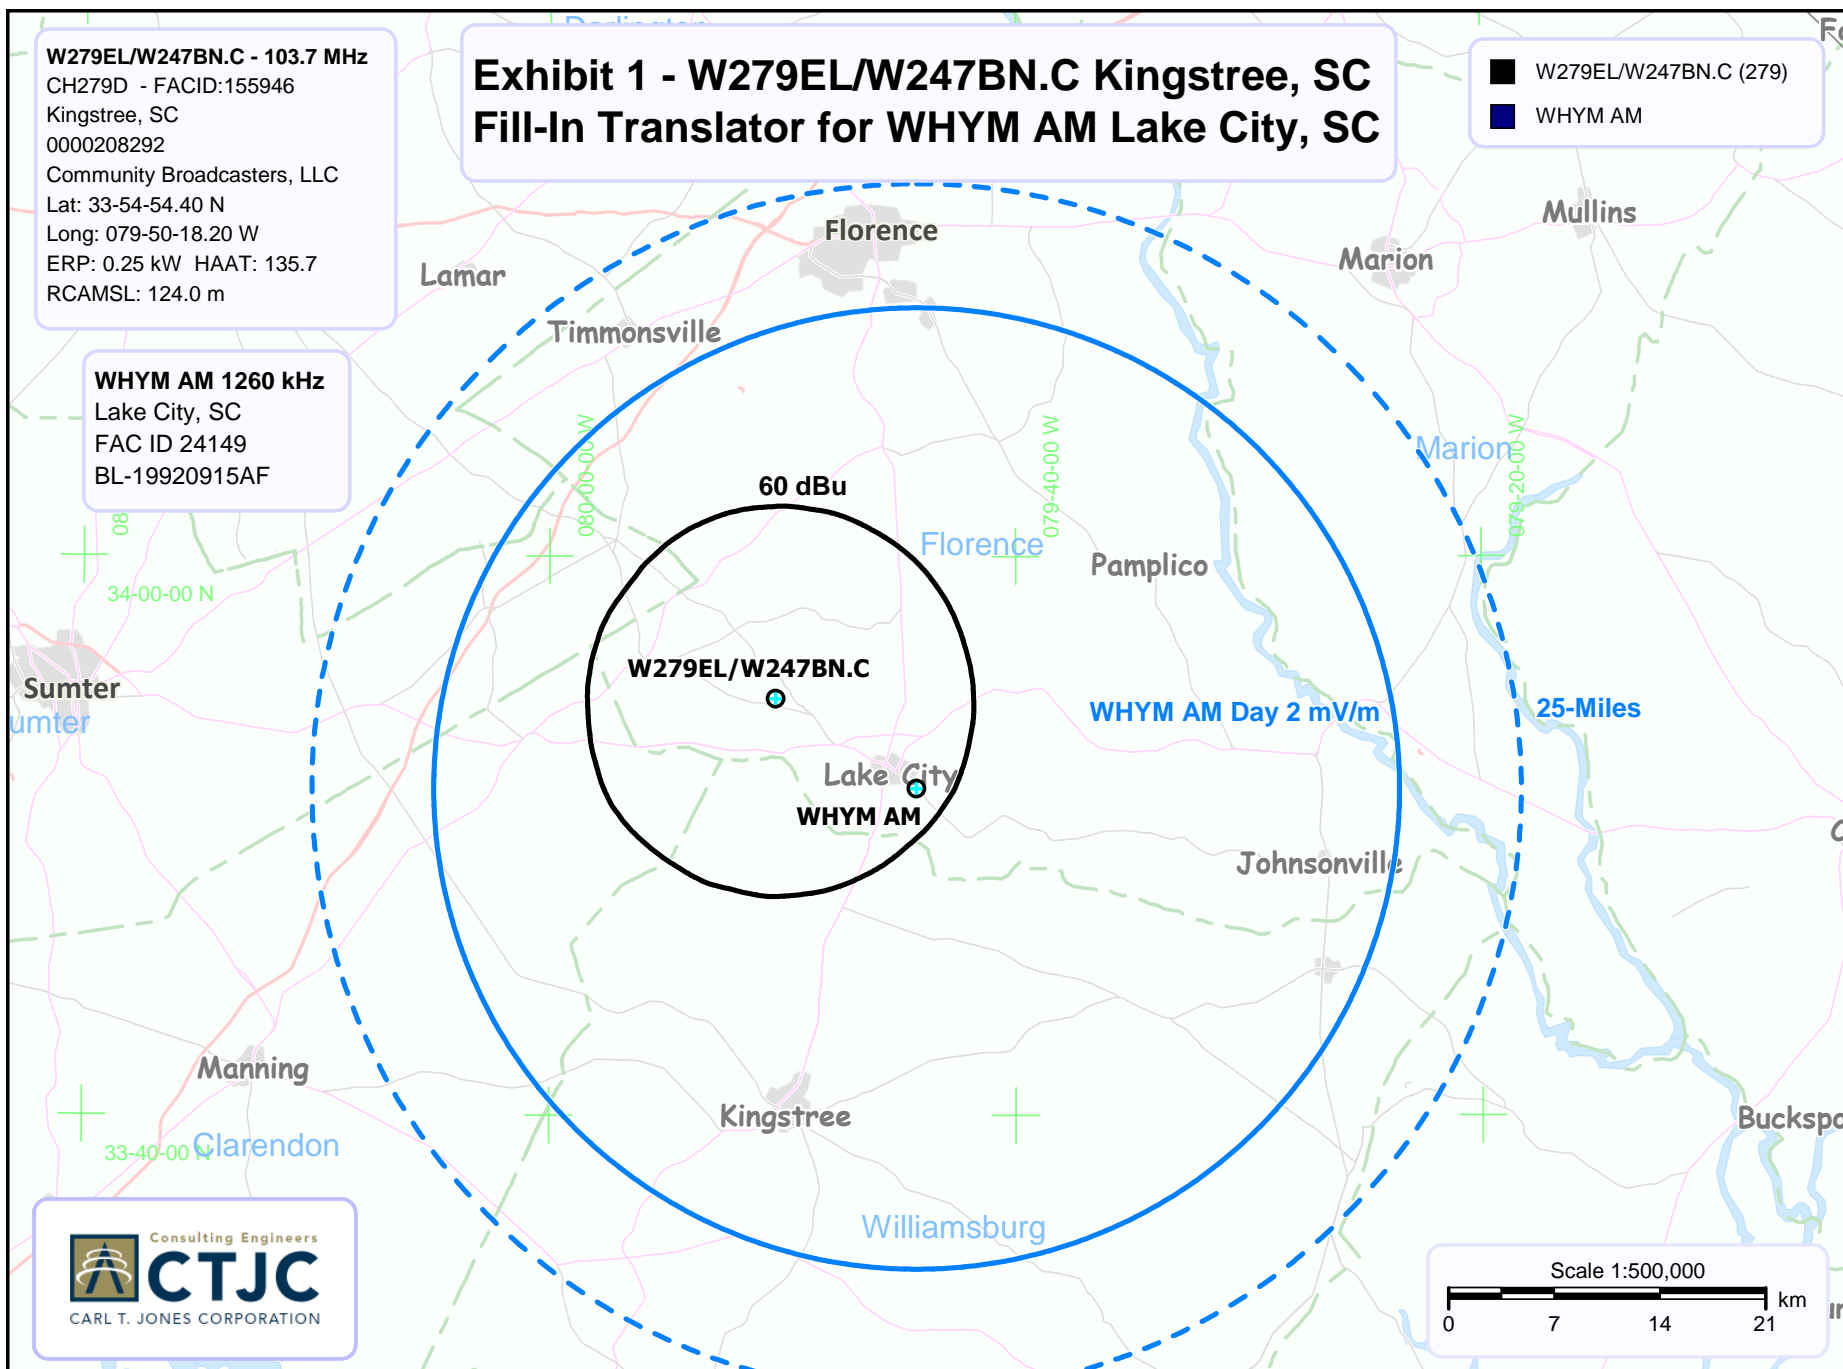 Exhibit 1 - W279EL/W247BN.C Kingstree, SC
Fill-In Translator for WHYM AM Lake City, SC
W279EL/W247BN.C - 103.7 MHz
CH279D - FACID:155946
Kingstree, SC
0000208292
Community Broadcasters, LLC
Lat: 33-54-54.40 N
Long: 079-50-18.20 W
ERP: 0.25 kW HAAT: 135.7
RCAMSL: 124.0 m
W279EL/W247BN.C (279)
WHYM AM
WHYM AM 1260 kHz
Lake City, SC
FAC ID 24149
BL-19920915AF
Mullins
Florence
Marion
Lamar
Timmonsville
Marion
080-00-00 W
079-40-00 W
079-20-00 W
60 dBu
Florence
Pamplico
34-00-00 N
W279EL/W247BN.C
Sumter
umter
WHYM AM Day 2 mV/m
25-Miles
Lake City
WHYM AM
Johnsonville
Manning
Kingstree
33-40-00 N
Clarendon
Williamsburg
Consulting Engineers
CTJC
CARL T. JONES CORPORATION
Scale 1:500,000
km
0 7 14 21